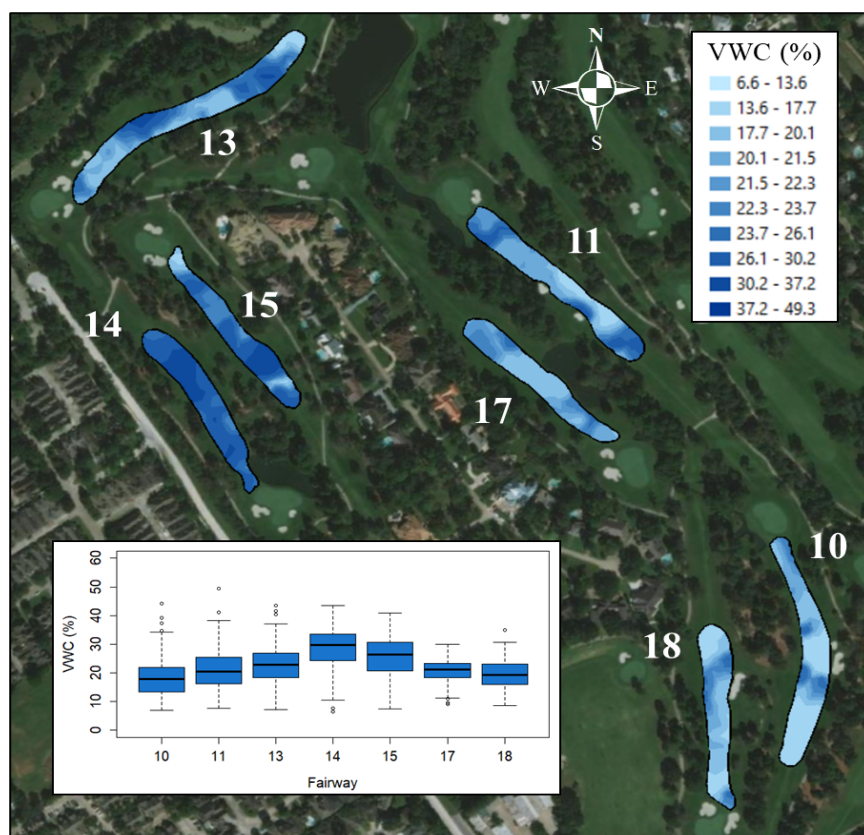 N
W E
S
VWC (%)
6.6 - 13.6
13.6 - 17.7
17.7 - 20.1
20.1 - 21.5
21.5 - 22.3
22.3 - 23.7
23.7 - 26.1
26.1 - 30.2
30.2 - 37.2
37.2 - 49.3
13
11
15
14
17
10
18
VWC (%)
60
50
40
30
20
10
0
10 11 13 14 15 17 18
Fairway